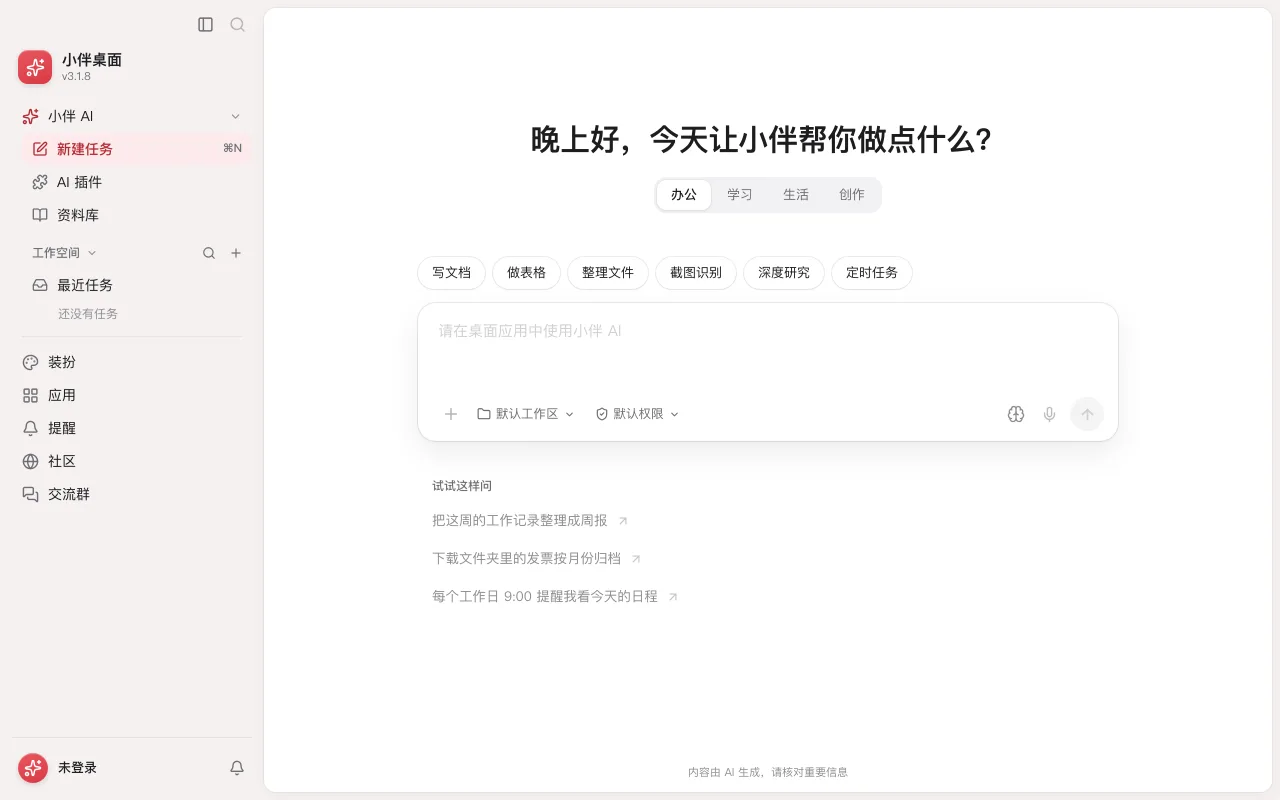 小伴桌面
v3.1.8
小伴 AI
新建任务 ⌘N
AI 插件
资料库
工作空间
最近任务
还没有任务
装扮
应用
提醒
社区
交流群
未登录
晚上好，今天让小伴帮你做点什么？
办公 学习 生活 创作
写文档 做表格 整理文件 截图识别 深度研究 定时任务
请在桌面应用中使用小伴 AI
默认工作区 默认权限
试试这样问
把这周的工作记录整理成周报
下载文件夹里的发票按月份归档
每个工作日 9:00 提醒我看今天的日程
内容由 AI 生成，请核对重要信息